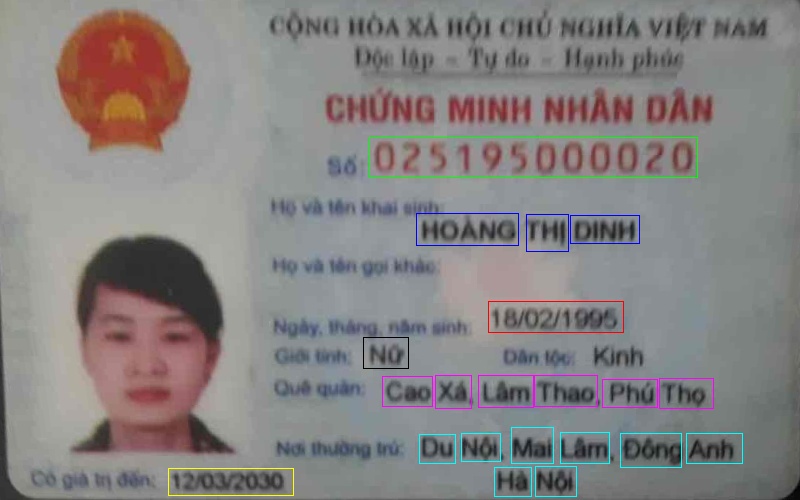 CỘNG HÒA XÃ HỘI CHỦ NGHĨA VIỆT NAM
Độc lập - Tự do - Hạnh phúc
CHỨNG MINH NHÂN DÂN
Số: 025195000020
Họ và tên khai sinh:
HOÀNG THỊ DINH
Họ và tên gọi khác:
Ngày, tháng, năm sinh: 18/02/1995
Giới tính: Nữ Dân tộc: Kinh
Quê quán: Cao Xá, Lâm Thao, Phú Thọ
Nơi thường trú: Du Nội, Mai Lâm, Đông Anh
Hà Nội
Có giá trị đến: 12/03/2030